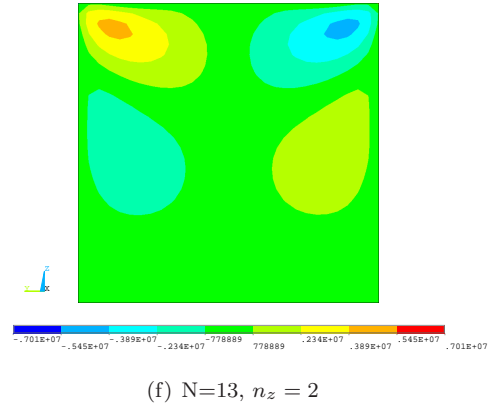 z
Y X
-.701E+07 -.389E+07 -778889 .234E+07 .545E+07
-.545E+07 -.234E+07 778889 .389E+07 .701E+07
(f) N=13, n_z = 2